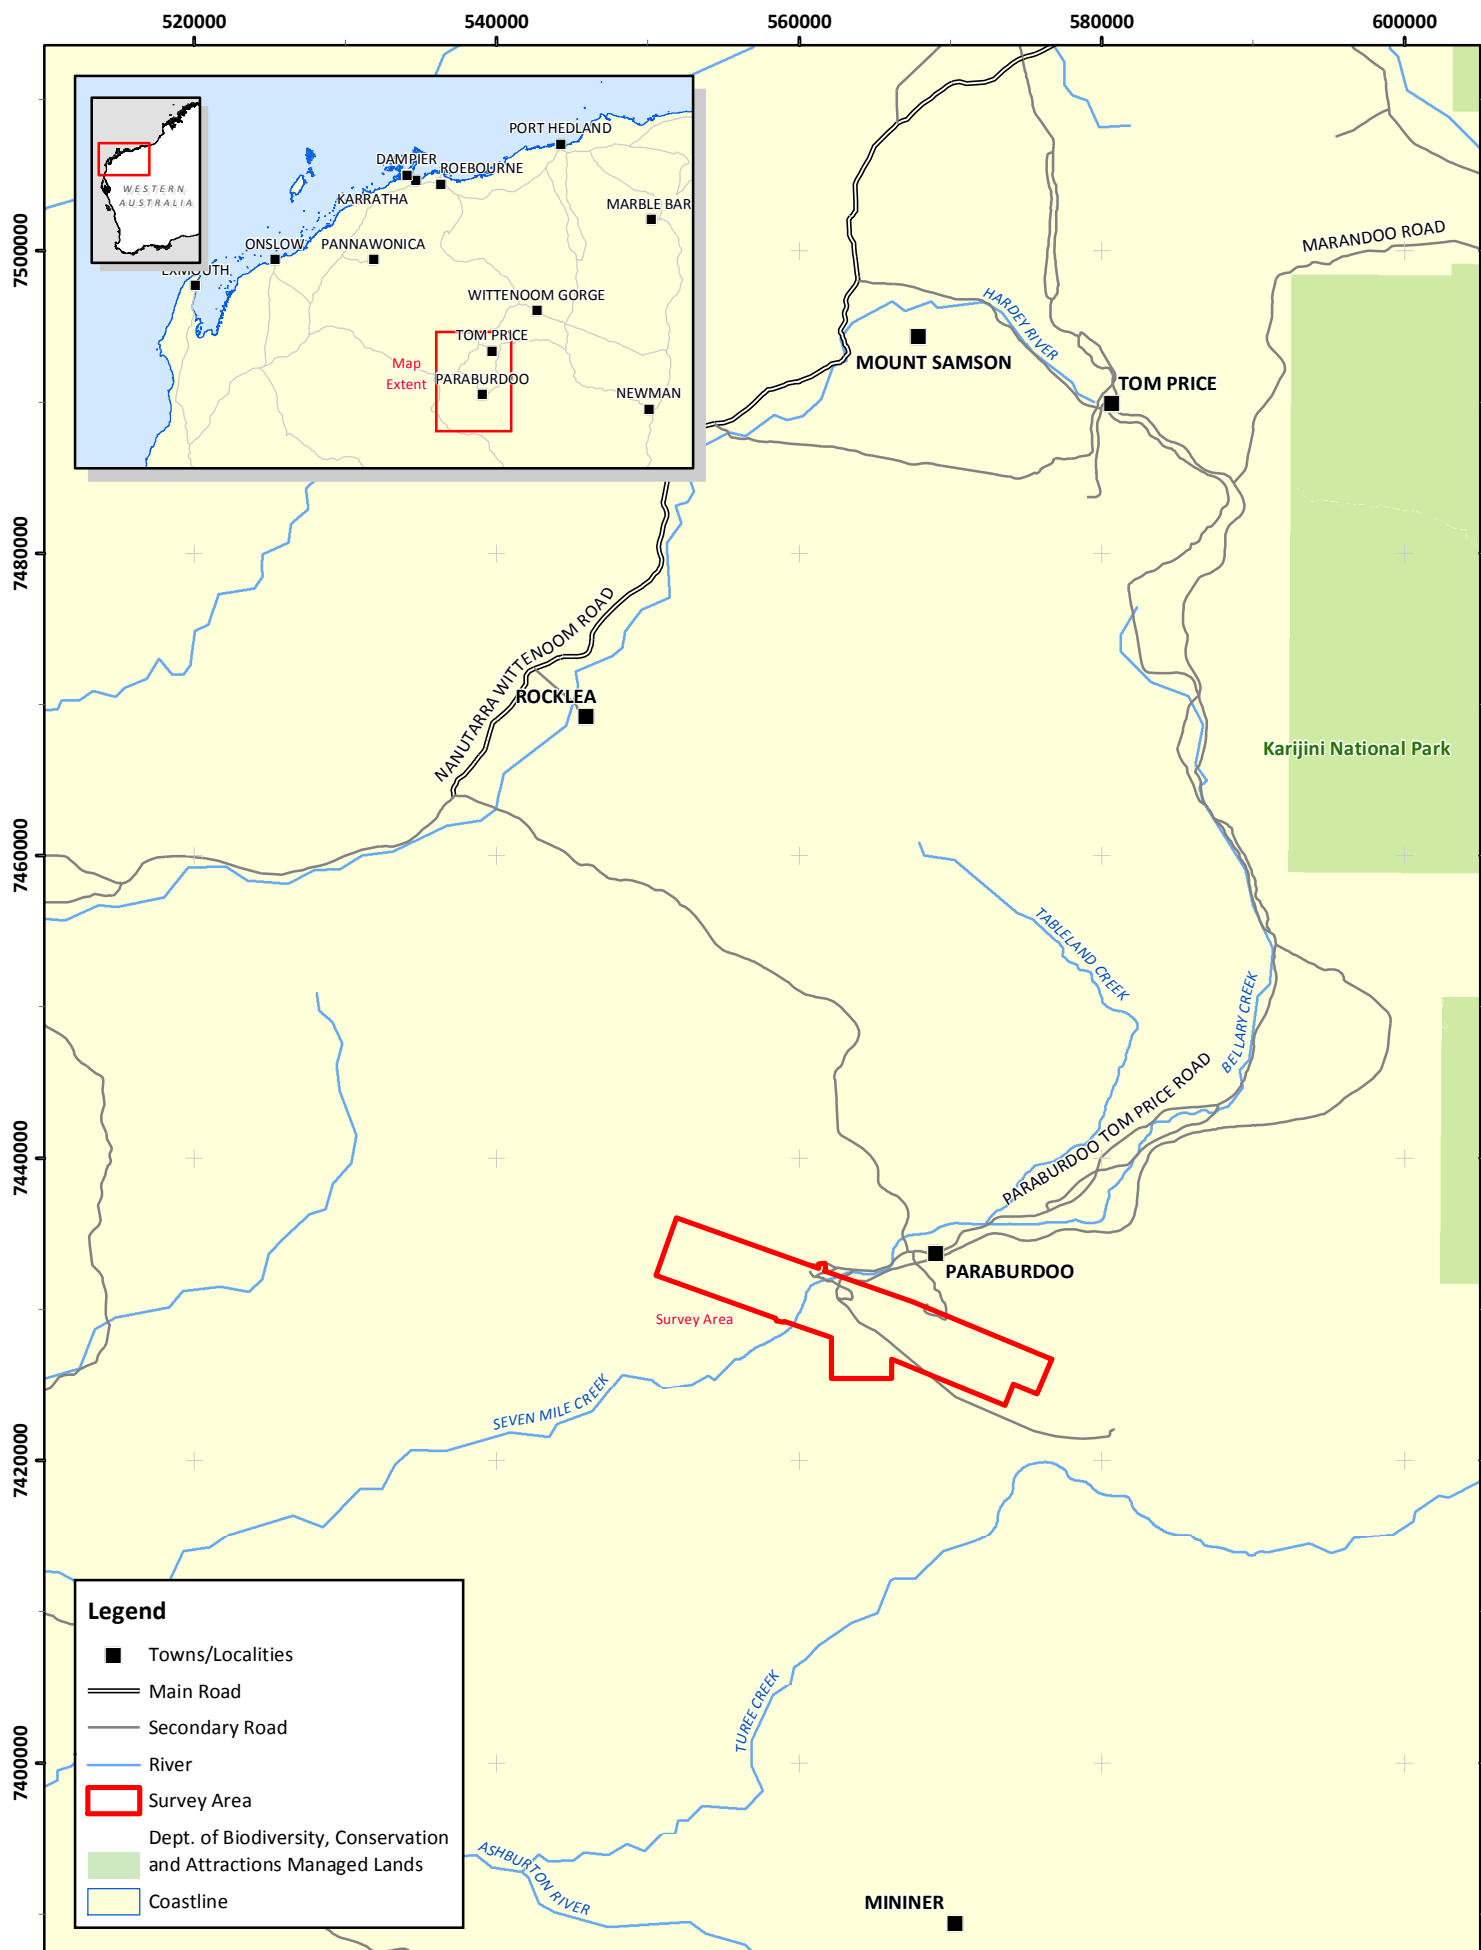 520000
540000
560000
580000
600000
7500000
7480000
7460000
7440000
7420000
7400000
WESTERN
AUSTRALIA
PORT HEDLAND
DAMPIER
ROEBOURNE
KARRATHA
MARBLE BAR
ONSLOW
PANNAWONICA
EXMOUTH
WITTENOOM GORGE
TOM PRICE
Map
Extent
PARABURDOO
NEWMAN
MARANDOO ROAD
HARDEY RIVER
MOUNT SAMSON
TOM PRICE
NANUTARRA WITTENOOM ROAD
ROCKLEA
Karijini National Park
TABLELAND CREEK
BELLARY CREEK
PARABURDOO TOM PRICE ROAD
PARABURDOO
Survey Area
SEVEN MILE CREEK
TUREE CREEK
ASHBURTON RIVER
MININER
Legend
Towns/Localities
Main Road
Secondary Road
River
Survey Area
Dept. of Biodiversity, Conservation
and Attractions Managed Lands
Coastline